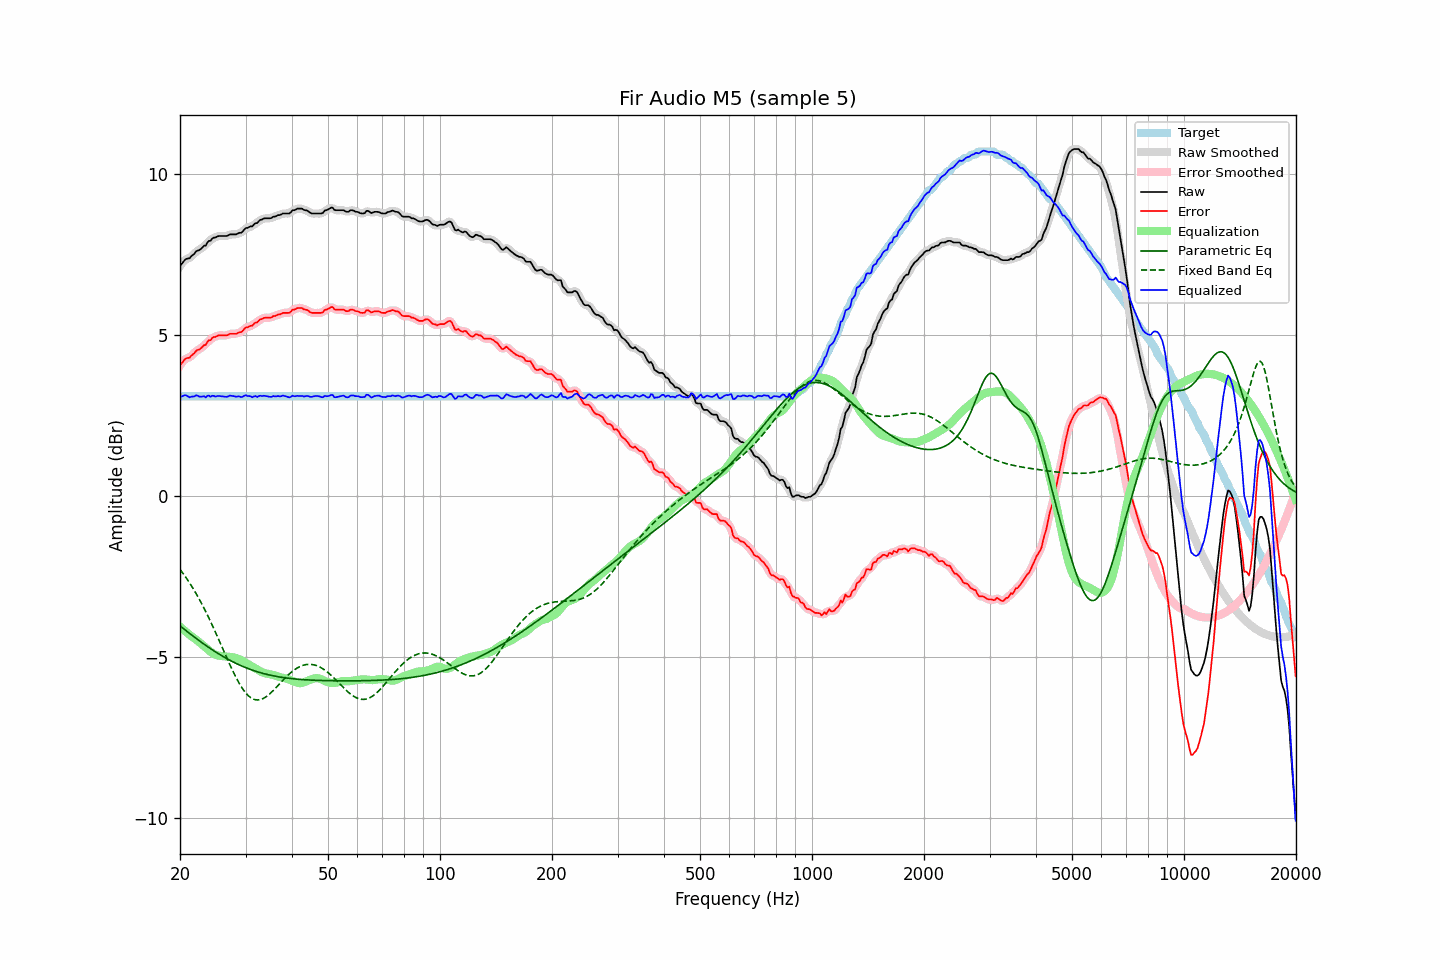 Fir Audio M5 (sample 5)
Target
Raw Smoothed
Error Smoothed
Raw
Error
Equalization
Parametric Eq
Fixed Band Eq
Equalized
10
5
0
−5
−10
Amplitude (dBr)
20 50 100 200 500 1000 2000 5000 10000 20000
Frequency (Hz)